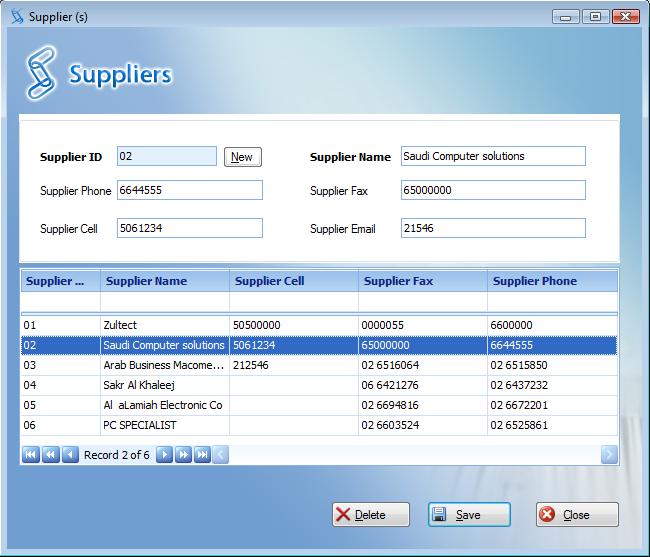 Supplier (s)
Suppliers
Supplier ID 02 New Supplier Name Saudi Computer solutions
Supplier Phone 6644555 Supplier Fax 65000000
Supplier Cell 5061234 Supplier Email 21546
Supplier ... Supplier Name Supplier Cell Supplier Fax Supplier Phone
01 Zultect 50500000 0000055 6600000
02 Saudi Computer solutions 5061234 65000000 6644555
03 Arab Business Macome... 212546 02 6516064 02 6515850
04 Sakr Al Khaleej 06 6421276 02 6437232
05 Al aLamiah Electronic Co 02 6694816 02 6672201
06 PC SPECIALIST 02 6603524 02 6525861
Record 2 of 6
Delete Save Close